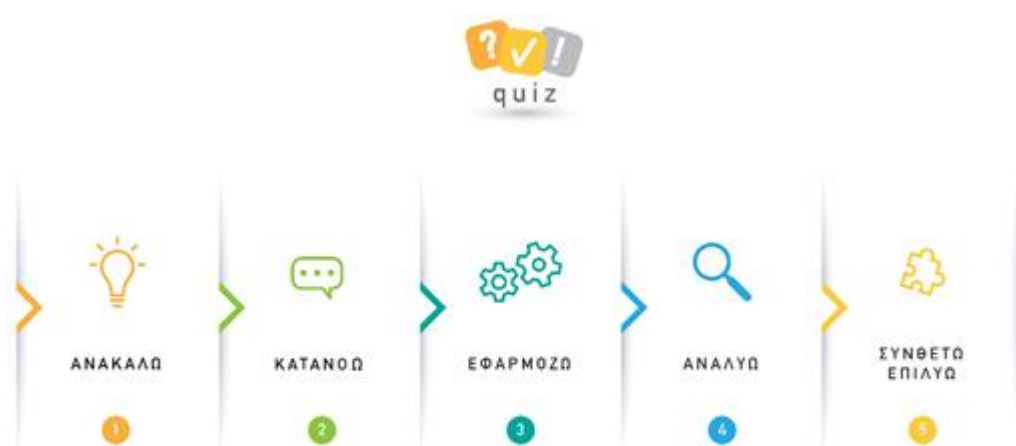 ? ✓ !
quiz
ΑΝΑΚΑΛΩ
ΚΑΤΑΝΟΩ
ΕΦΑΡΜΟΖΩ
ΑΝΑΛΥΩ
ΣΥΝΘΕΤΩ
ΕΠΙΛΥΩ
1
2
3
4
5